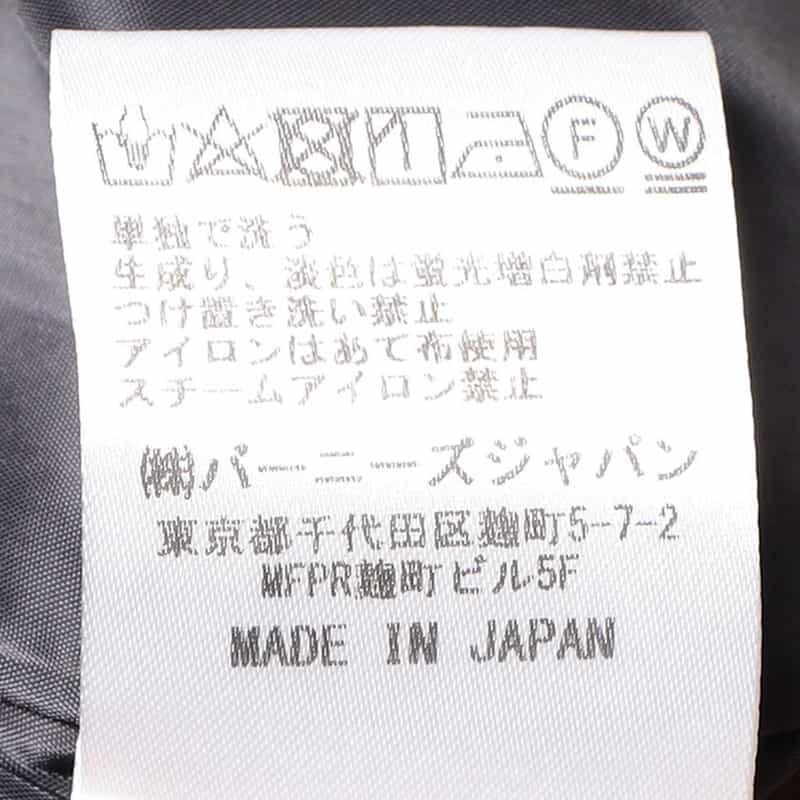 F W
単独で洗う
生成り、淡色は蛍光増白剤禁止
つけ置き洗い禁止
アイロンはあて布使用
スチームアイロン禁止
㈱バーニーズジャパン
東京都千代田区麹町5-7-2
MFPR麹町ビル5F
MADE IN JAPAN